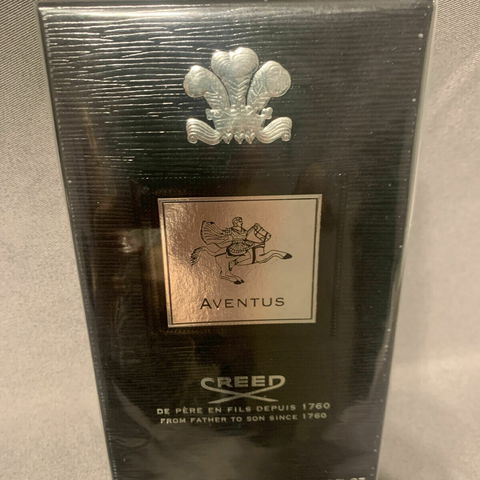 AVENTUS
CREED
DE PÈRE EN FILS DEPUIS 1760
FROM FATHER TO SON SINCE 1760